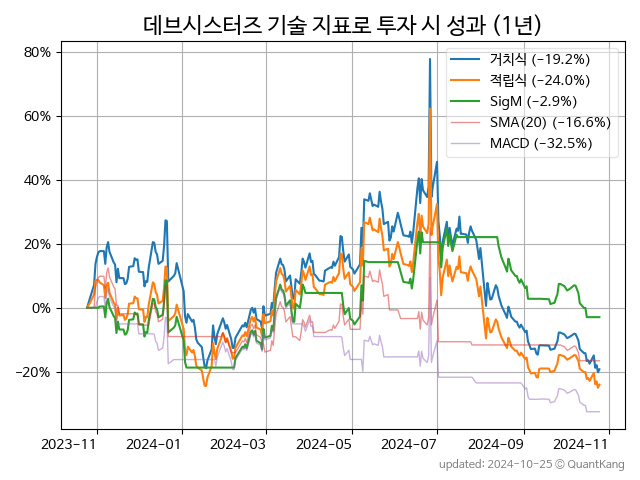 데브시스터즈 기술 지표로 투자 시 성과 (1년)
80%
60%
40%
20%
0%
−20%
거치식 (−19.2%)
적립식 (−24.0%)
SigM (−2.9%)
SMA(20) (−16.6%)
MACD (−32.5%)
2023−11 2024−01 2024−03 2024−05 2024−07 2024−09 2024−11
updated: 2024-10-25 © QuantKang